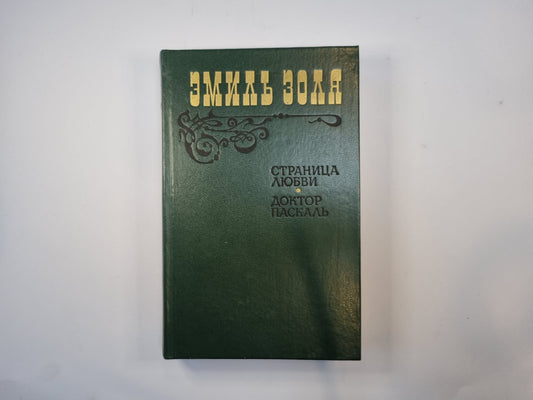 ЭМИЛЬ ЗОЛЯ
СТРАНИЦА
ЛЮБВИ
ДОКТОР
ПАСКАЛЬ